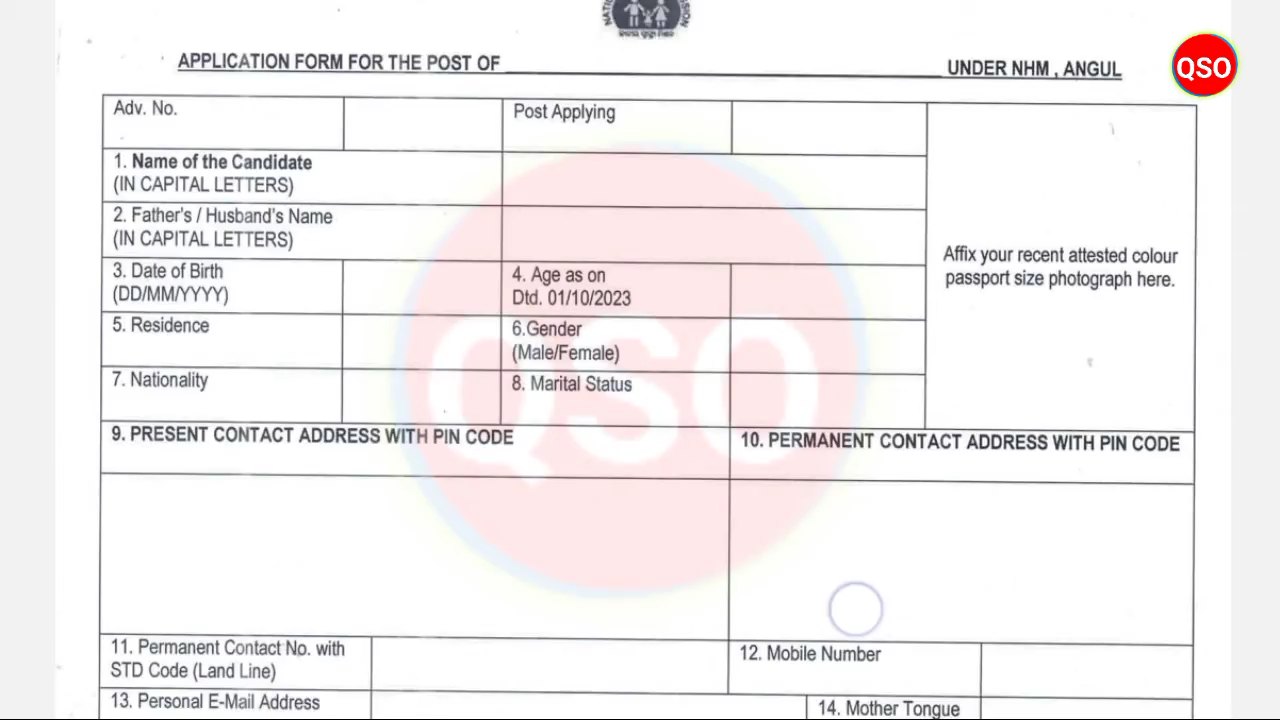 APPLICATION FORM FOR THE POST OF UNDER NHM , ANGUL
QSO
Adv. No.
Post Applying
1. Name of the Candidate
(IN CAPITAL LETTERS)
2. Father's / Husband's Name
(IN CAPITAL LETTERS)
Affix your recent attested colour
passport size photograph here.
3. Date of Birth
(DD/MM/YYYY)
4. Age as on
Dtd. 01/10/2023
5. Residence
6.Gender
(Male/Female)
7. Nationality
8. Marital Status
QSO
9. PRESENT CONTACT ADDRESS WITH PIN CODE
10. PERMANENT CONTACT ADDRESS WITH PIN CODE
11. Permanent Contact No. with
STD Code (Land Line)
12. Mobile Number
13. Personal E-Mail Address
14. Mother Tongue